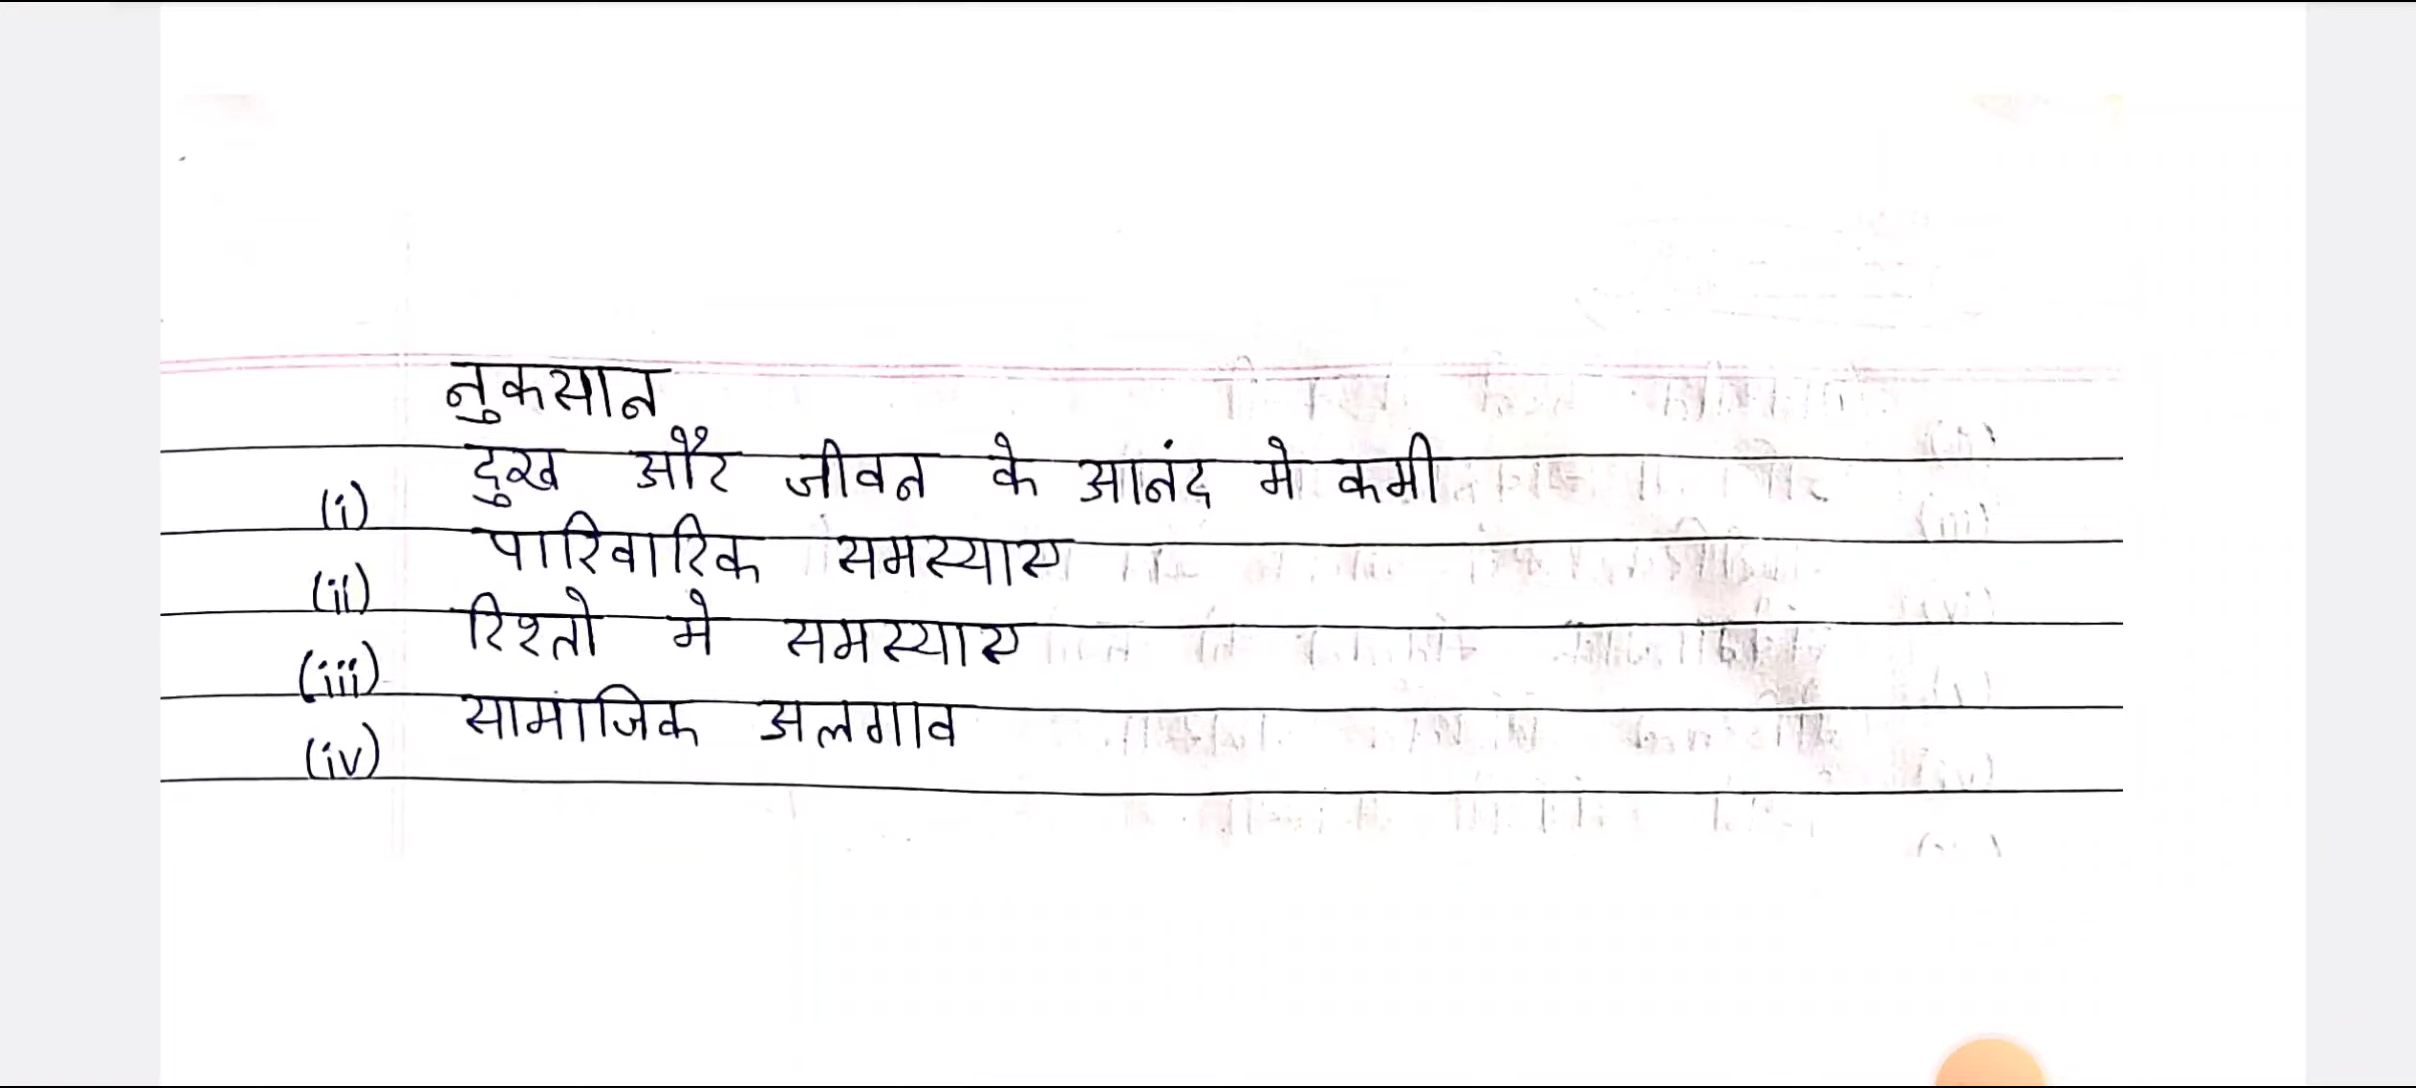 नुकसान
(i) दुख और जीवन के आनंद मे कमी
(ii) पारिवारिक समस्याए
(iii) रिश्तो मे समस्याए
(iv) सामाजिक अलगाव